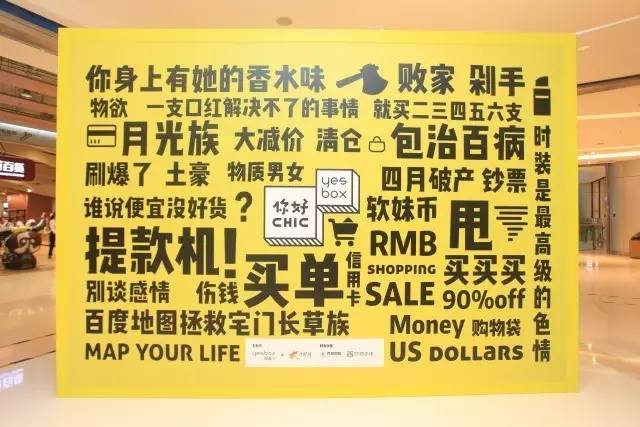 你身上有她的香水味 败家 剁手
物欲 一支口红解决不了的事情 就买二三四五六支
月光族 大减价 清仓 包治百病
刷爆了 土豪 物质男女 四月破产 钞票
谁说便宜没好货? 你好 CHIC yes box 软妹币 甩
提款机! 买单 信用卡 RMB
SHOPPING 买买买
别谈感情 伤钱 SALE 90%off
百度地图拯救宅门长草族 Money 购物袋
MAP YOUR LIFE US DOLLARS
时装是最高级的色情
yesbox